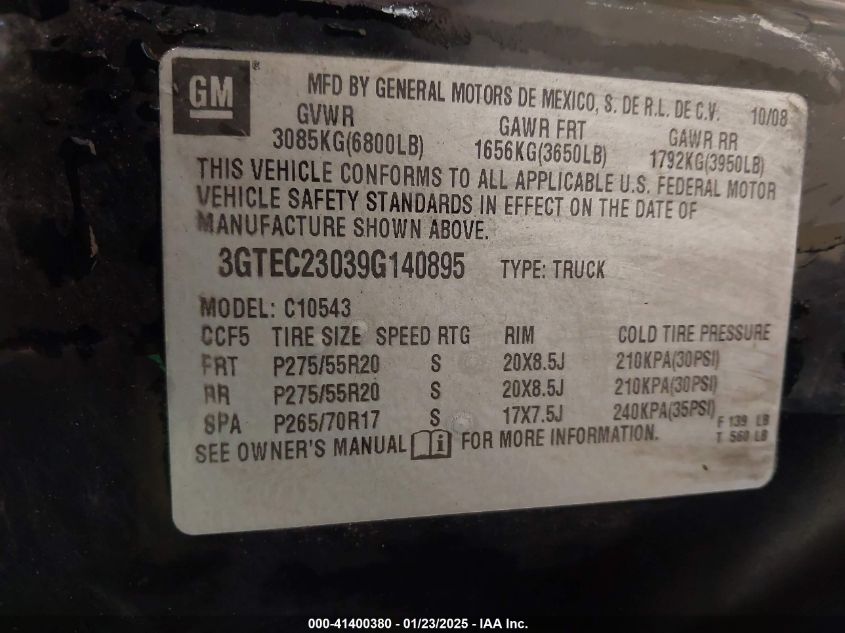 GM ®
MFD BY GENERAL MOTORS DE MEXICO, S. DE R.L. DE C.V. 10/08
GVWR GAWR FRT GAWR RR
3085KG(6800LB) 1656KG(3650LB) 1792KG(3950LB)
THIS VEHICLE CONFORMS TO ALL APPLICABLE U.S. FEDERAL MOTOR
VEHICLE SAFETY STANDARDS IN EFFECT ON THE DATE OF
MANUFACTURE SHOWN ABOVE.
3GTEC23039G140895 TYPE: TRUCK
MODEL: C10543
CCF5 TIRE SIZE SPEED RTG RIM COLD TIRE PRESSURE
FRT P275/55R20 S 20X8.5J 210KPA(30PSI)
RR P275/55R20 S 20X8.5J 210KPA(30PSI)
SPA P265/70R17 S 17X7.5J 240KPA(35PSI) F 139 LB
SEE OWNER'S MANUAL i FOR MORE INFORMATION. T 560 LB
000-41400380 - 01/23/2025 - IAA Inc.